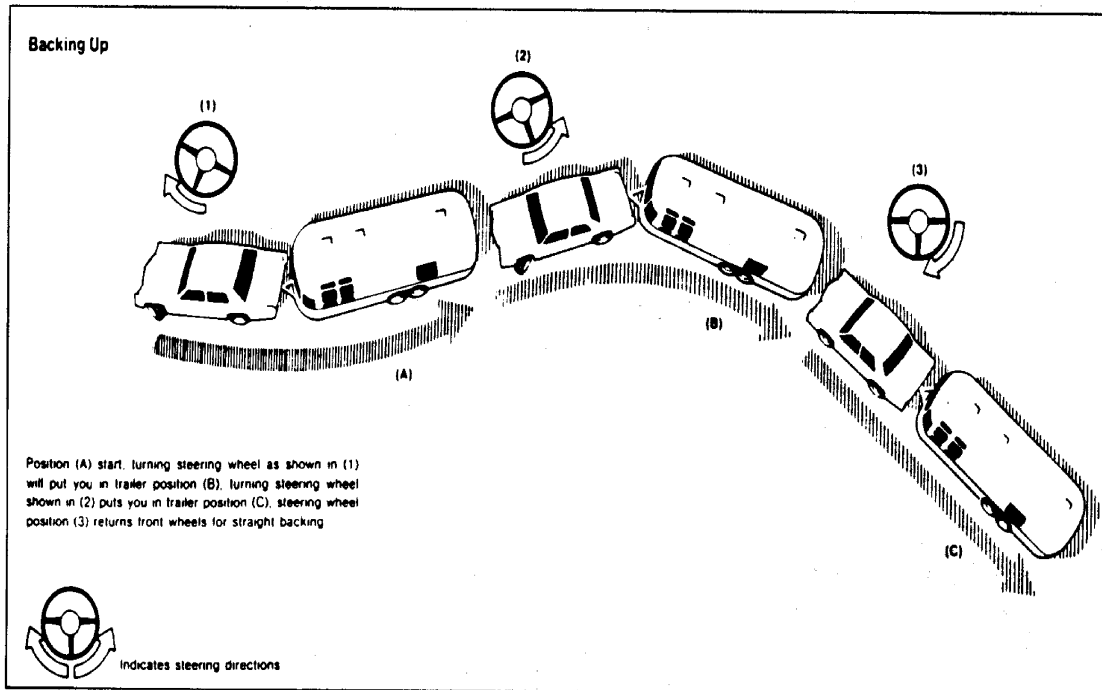 Backing Up
(1)
(2)
(3)
(A)
(B)
(C)
Position (A) start, turning steering wheel as shown in (1)
will put you in trailer position (B), turning steering wheel
shown in (2) puts you in trailer position (C), steering wheel
position (3) returns front wheels for straight backing
Indicates steering directions